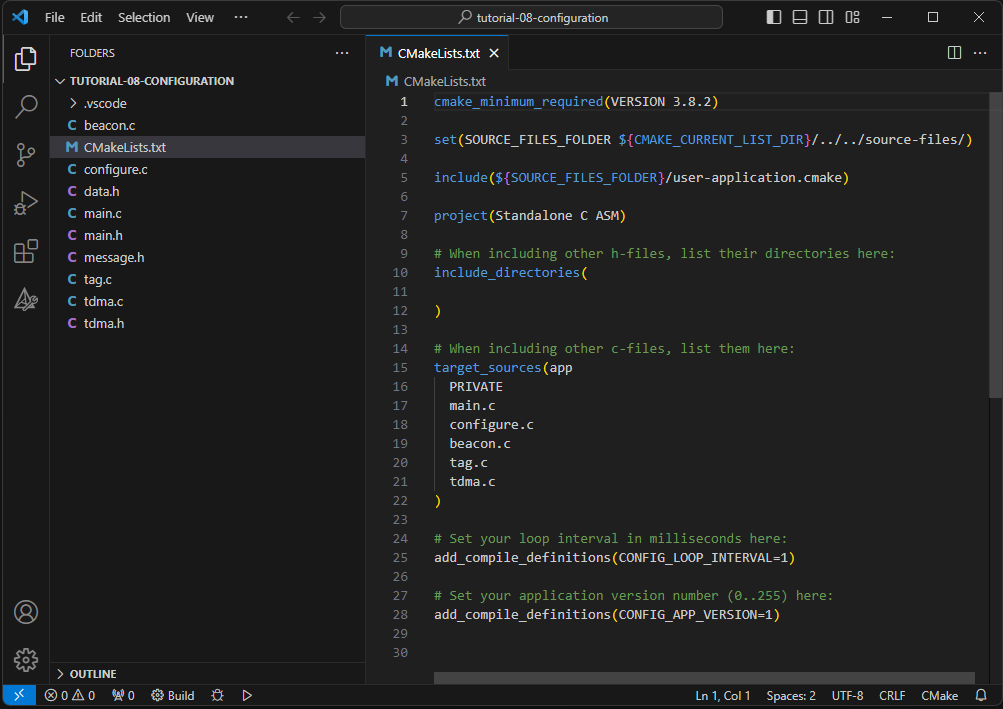 File Edit Selection View ··· tutorial-08-configuration
FOLDERS ···
TUTORIAL-08-CONFIGURATION
.vscode
C beacon.c
M CMakeLists.txt
C configure.c
C data.h
C main.c
C main.h
C message.h
C tag.c
C tdma.c
C tdma.h
OUTLINE
M CMakeLists.txt
M CMakeLists.txt
1 cmake_minimum_required(VERSION 3.8.2)
2
3 set(SOURCE_FILES_FOLDER ${CMAKE_CURRENT_LIST_DIR}/../../source-files/)
4
5 include(${SOURCE_FILES_FOLDER}/user-application.cmake)
6
7 project(Standalone C ASM)
8
9 # When including other h-files, list their directories here:
10 include_directories(
11
12 )
13
14 # When including other c-files, list them here:
15 target_sources(app
16 PRIVATE
17 main.c
18 configure.c
19 beacon.c
20 tag.c
21 tdma.c
22 )
23
24 # Set your loop interval in milliseconds here:
25 add_compile_definitions(CONFIG_LOOP_INTERVAL=1)
26
27 # Set your application version number (0..255) here:
28 add_compile_definitions(CONFIG_APP_VERSION=1)
29
30
0 0 0 Build Ln 1, Col 1 Spaces: 2 UTF-8 CRLF CMake